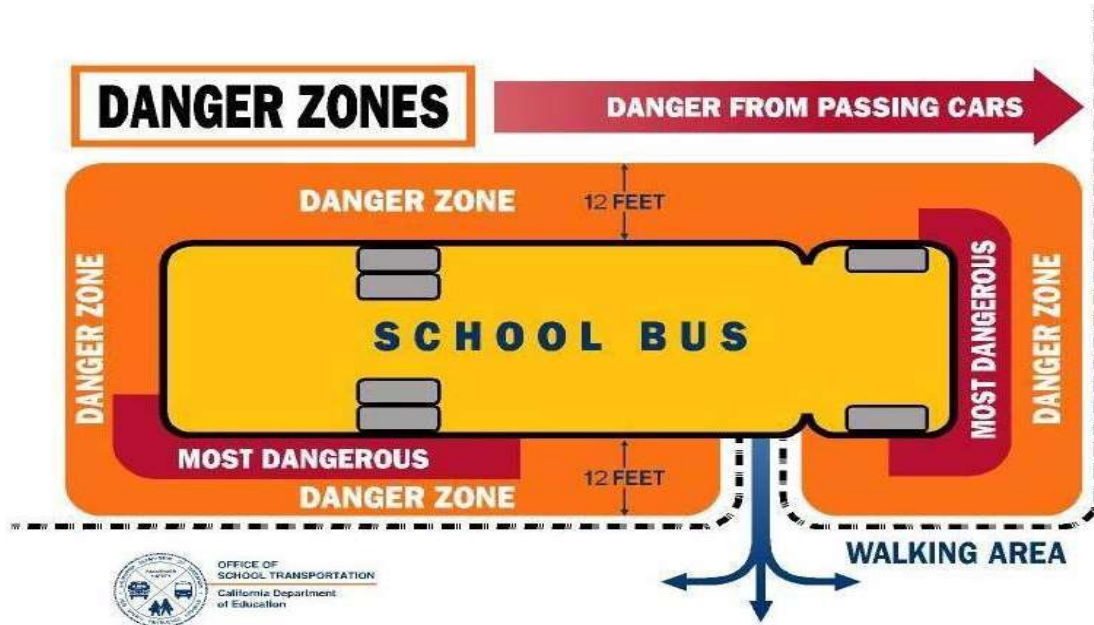 DANGER ZONES
DANGER FROM PASSING CARS
DANGER ZONE
12 FEET
DANGER ZONE
SCHOOL BUS
MOST DANGEROUS
DANGER ZONE
MOST DANGEROUS
12 FEET
DANGER ZONE
WALKING AREA
OFFICE OF
SCHOOL TRANSPORTATION
California Department
of Education